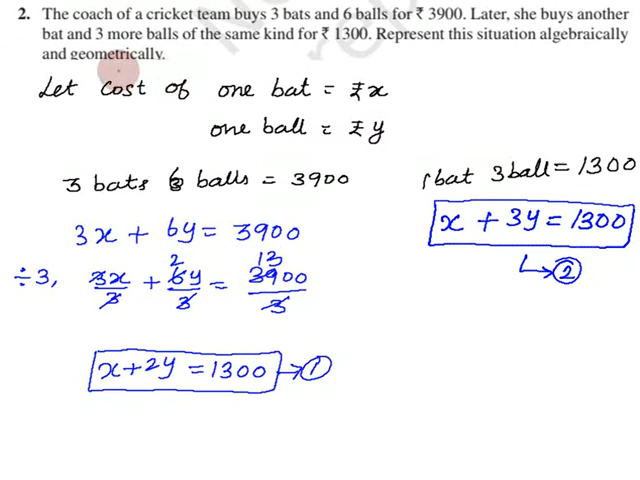 2. The coach of a cricket team buys 3 bats and 6 balls for ₹ 3900. Later, she buys another
bat and 3 more balls of the same kind for ₹ 1300. Represent this situation algebraically
and geometrically.
Let cost of one bat = ₹x
one ball = ₹y
3 bats 6 balls = 3900
1 bat 3 ball = 1300
3x + 6y = 3900
x + 3y = 1300
↳ ②
÷3, 3x/3 + 6y/3 = 3900/3
2 13
x + 2y = 1300 → ①